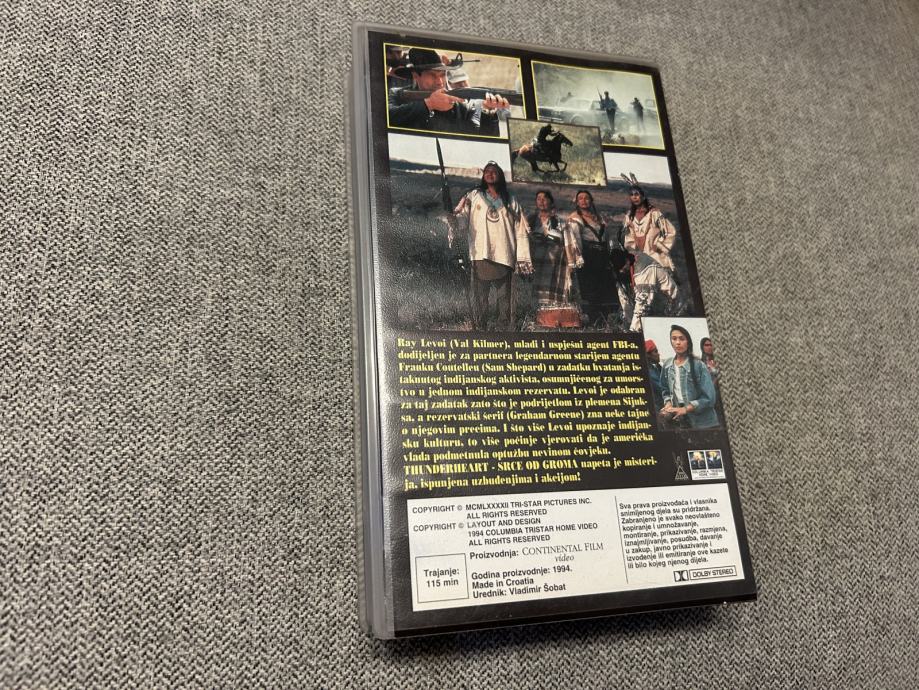 Ray Levoi (Val Kilmer), mladi i uspješni agent FBI-a,
dodijeljen je za partnera legendarnom starijem agentu
Franku Coutelleu (Sam Shepard) u zadatku hvatanja is-
taknutog indijanskog aktivista, osumnjičenog za umors-
tvo u jednom indijanskom rezervatu. Levoi je odabran
za taj zadatak zato što je podrijetlom iz plemena Sijuk-
sa, a rezervatski šerif (Graham Greene) zna neke tajne
o njegovim precima. I što više Levoi upoznaje indijan-
sku kulturu, to više počinje vjerovati da je američka
vlada podmetnula optužbu nevinom čovjeku.
THUNDERHEART - SRCE OD GROMA napeta je misteri-
ja, ispunjena uzbuđenjima i akcijom!
COLUMBIA TRISTAR
HOME VIDEO
COPYRIGHT © MCMLXXXXII TRI-STAR PICTURES INC.
ALL RIGHTS RESERVED
COPYRIGHT © LAYOUT AND DESIGN
1994 COLUMBIA TRISTAR HOME VIDEO
ALL RIGHTS RESERVED
Trajanje:
115 min
Proizvodnja: CONTINENTAL FILM
video
Godina proizvodnje: 1994.
Made in Croatia
Urednik: Vladimir Šobat
Sva prava proizvođača i vlasnika
snimljenog djela su pridržana.
Zabranjeno je svako neovlašteno
kopiranje i umnožavanje,
montiranje, prikazivanje, razmjena,
iznajmljivanje, posudba, davanje
u zakup, javno prikazivanje i
izvođenje ili emitiranje ove kazete
ili bilo kojeg njenog dijela.
DOLBY STEREO